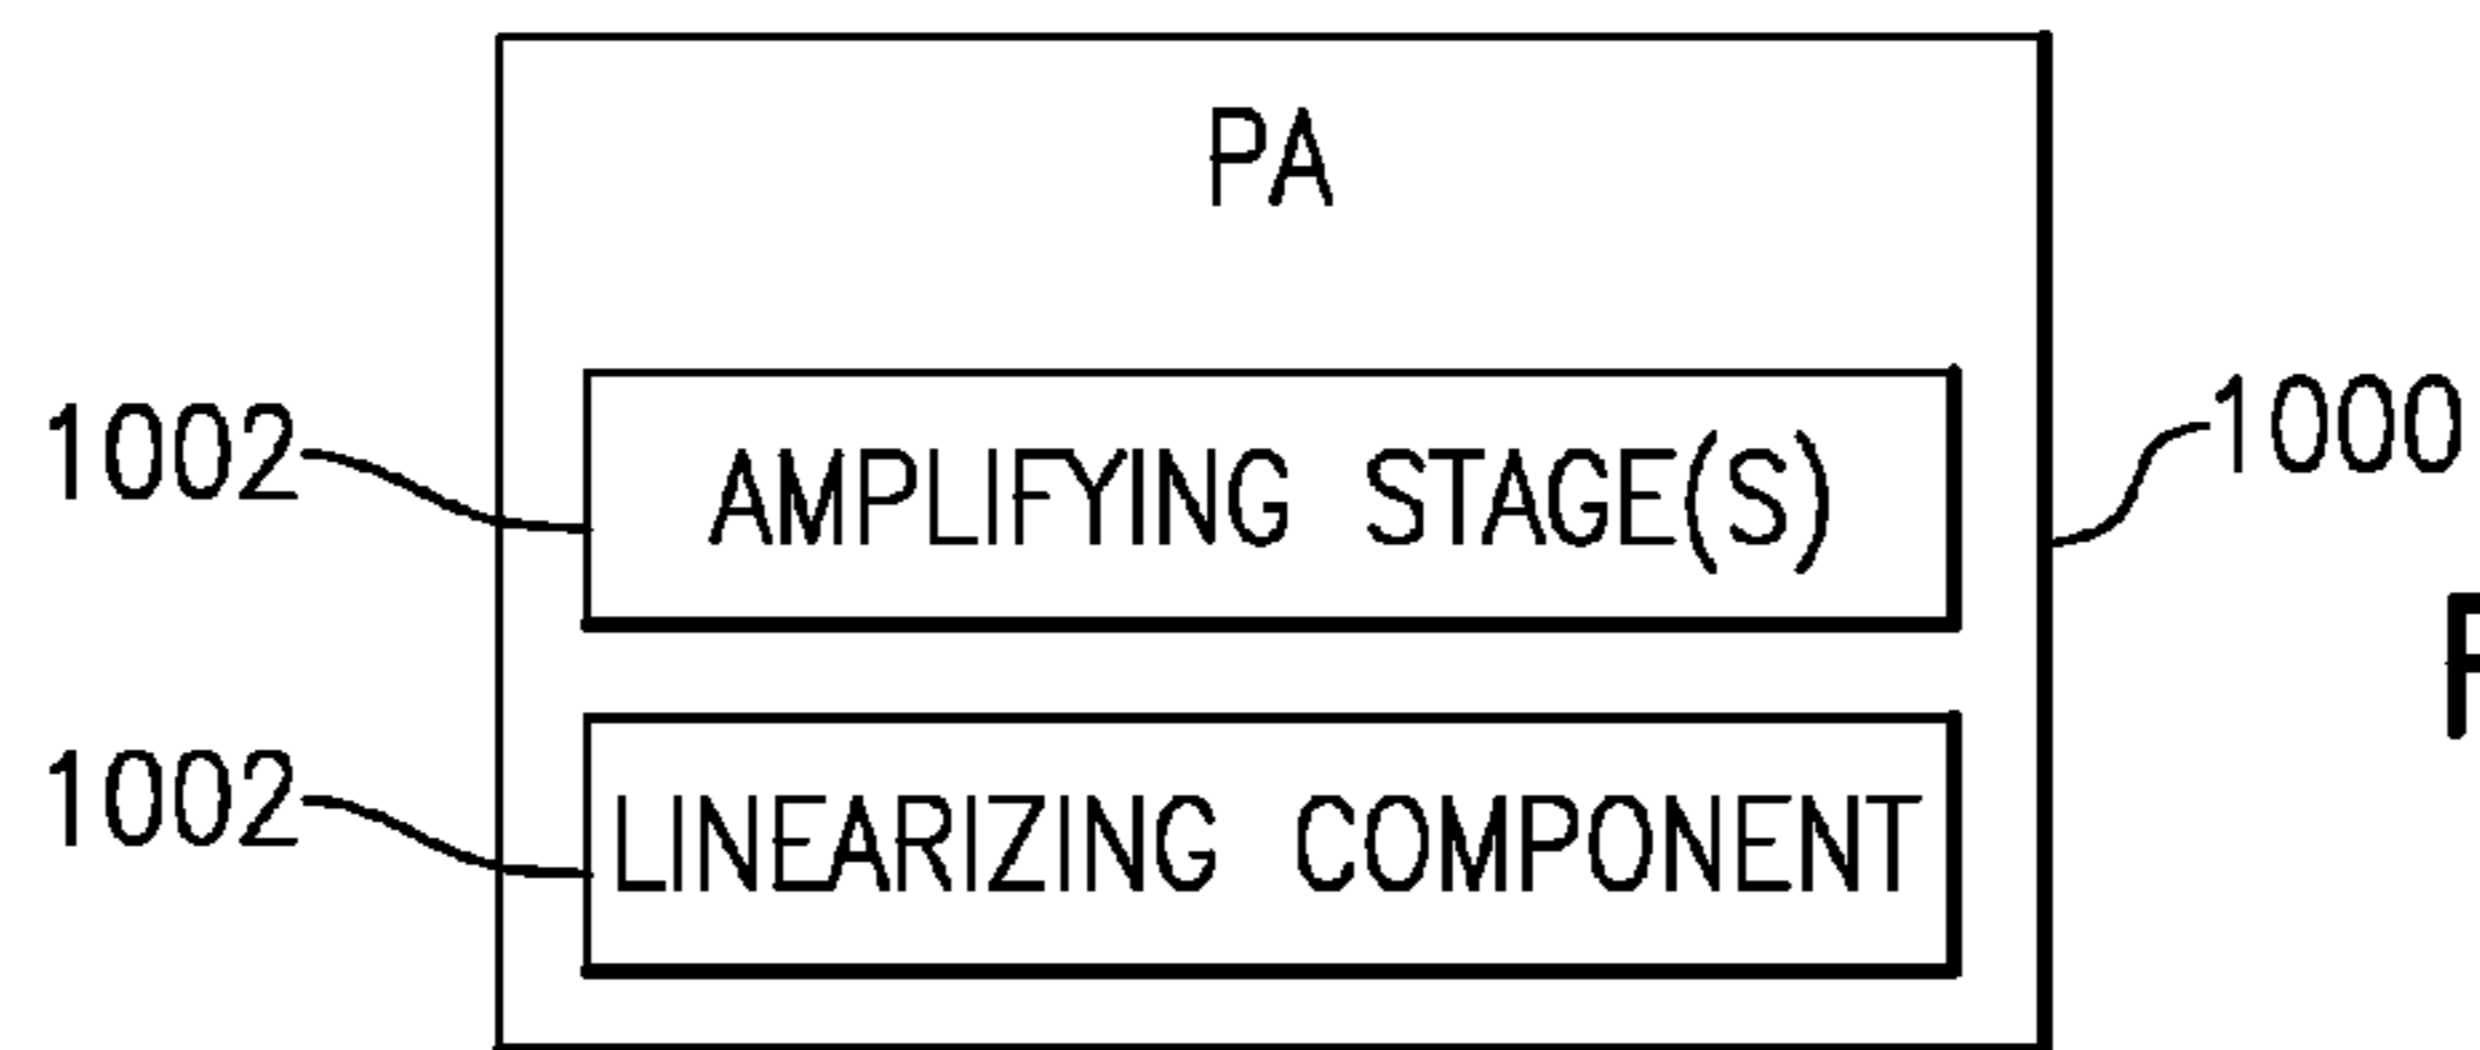 PA
1002 AMPLIFYING STAGE(S) 1000
1002 LINEARIZING COMPONENT